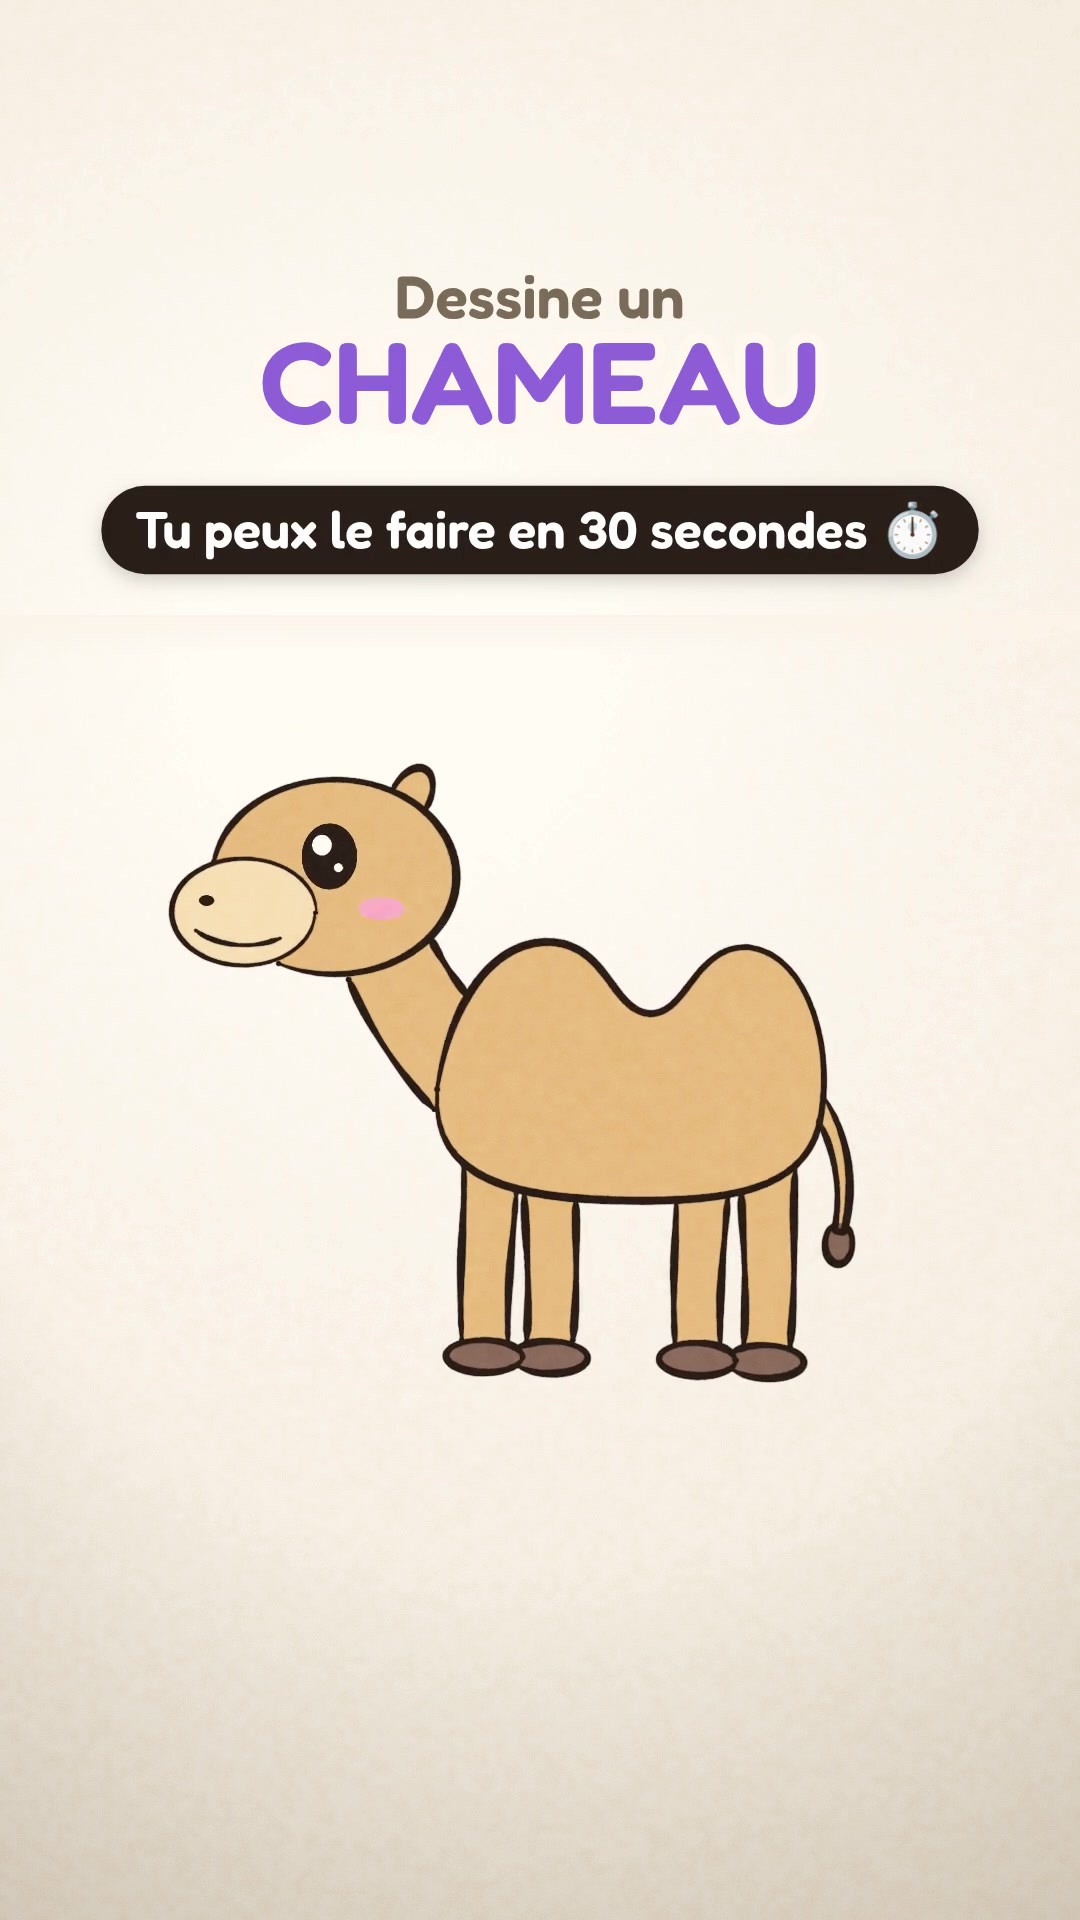 Dessine un
CHAMEAU
Tu peux le faire en 30 secondes ⏱️